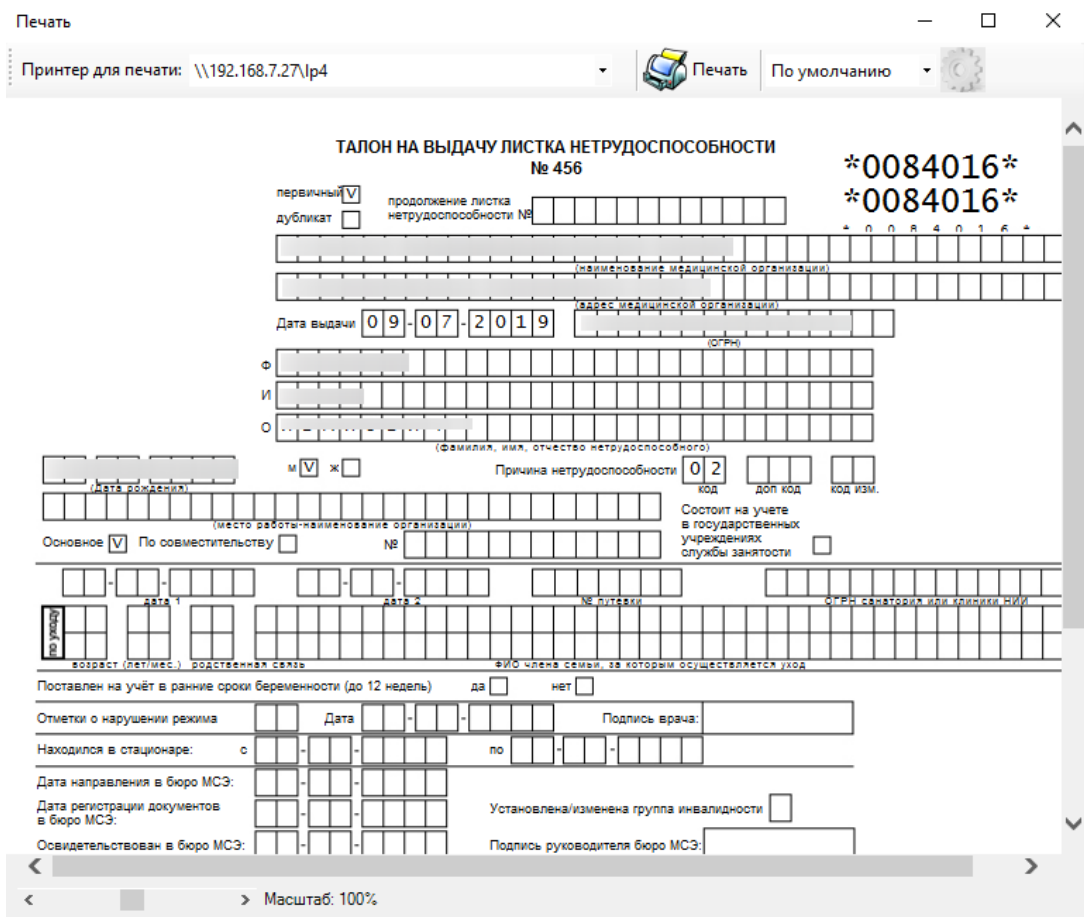 Печать
Принтер для печати: \\192.168.7.27\lp4 Печать По умолчанию
ТАЛОН НА ВЫДАЧУ ЛИСТКА НЕТРУДОСПОСОБНОСТИ
№ 456
*0084016*
*0084016*
* 0 0 8 4 0 1 6 *
первичный V
дубликат
продолжение листка
нетрудоспособности №
(наименование медицинской организации)
(адрес медицинской организации)
Дата выдачи 09-07-2019
(ОГРН)
Ф
И
О
(фамилия, имя, отчество нетрудоспособного)
м V ж Причина нетрудоспособности 02
(Дата рождения) код доп код код изм.
(место работы-наименование организации)
Состоит на учете
в государственных
учреждениях
службы занятости
Основное V По совместительству №
дата 1 дата 2 № путевки ОГРН санатория или клиники НИИ
по уходу
возраст (лет/мес.) родственная связь ФИО члена семьи, за которым осуществляется уход
Поставлен на учёт в ранние сроки беременности (до 12 недель) да нет
Отметки о нарушении режима Дата Подпись врача:
Находился в стационаре: с по
Дата направления в бюро МСЭ:
Дата регистрации документов
в бюро МСЭ:
Установлена/изменена группа инвалидности
Освидетельствован в бюро МСЭ: Подпись руководителя бюро МСЭ:
Масштаб: 100%